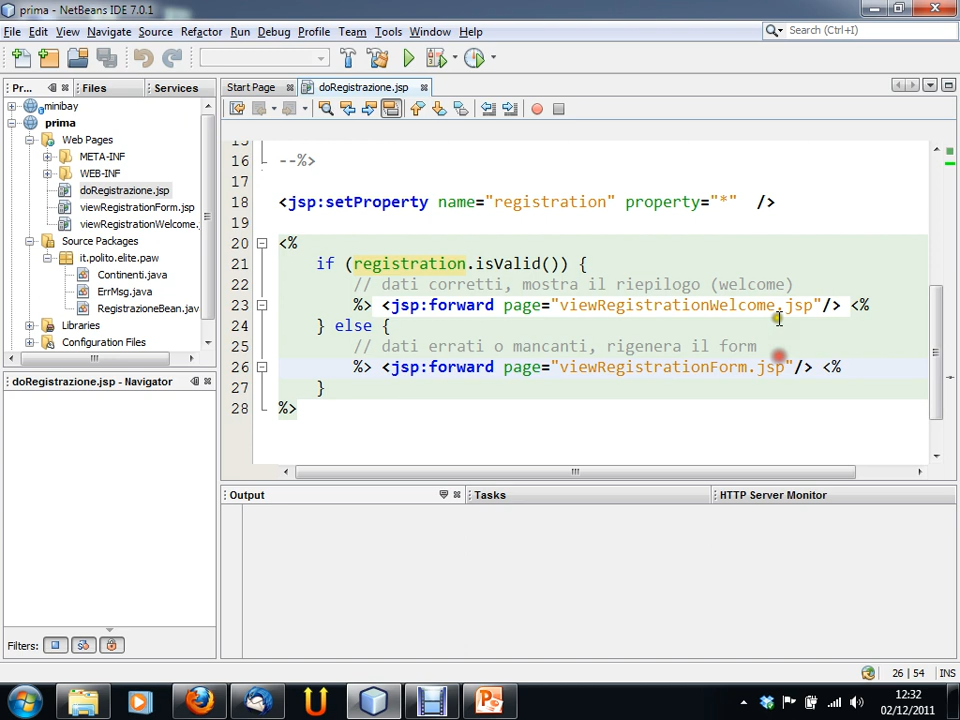 prima - NetBeans IDE 7.0.1
File Edit View Navigate Source Refactor Run Debug Profile Team Tools Window Help
Search (Ctrl+I)
Pr... Files Services
minibay
prima
Web Pages
META-INF
WEB-INF
doRegistrazione.jsp
viewRegistrationForm.jsp
viewRegistrationWelcome.
Source Packages
it.polito.elite.paw
Continenti.java
ErrMsg.java
RegistrazioneBean.jav
Libraries
Configuration Files
doRegistrazione.jsp - Navigator
Filters:
Start Page doRegistrazione.jsp
15
16 --%>
17
18 <jsp:setProperty name="registration" property="*" />
19
20 <%
21 if (registration.isValid()) {
22 // dati corretti, mostra il riepilogo (welcome)
23 %> <jsp:forward page="viewRegistrationWelcome.jsp"/> <%
24 } else {
25 // dati errati o mancanti, rigenera il form
26 %> <jsp:forward page="viewRegistrationForm.jsp"/> <%
27 }
28 %>
Output Tasks HTTP Server Monitor
26 | 54 INS
12:32
02/12/2011